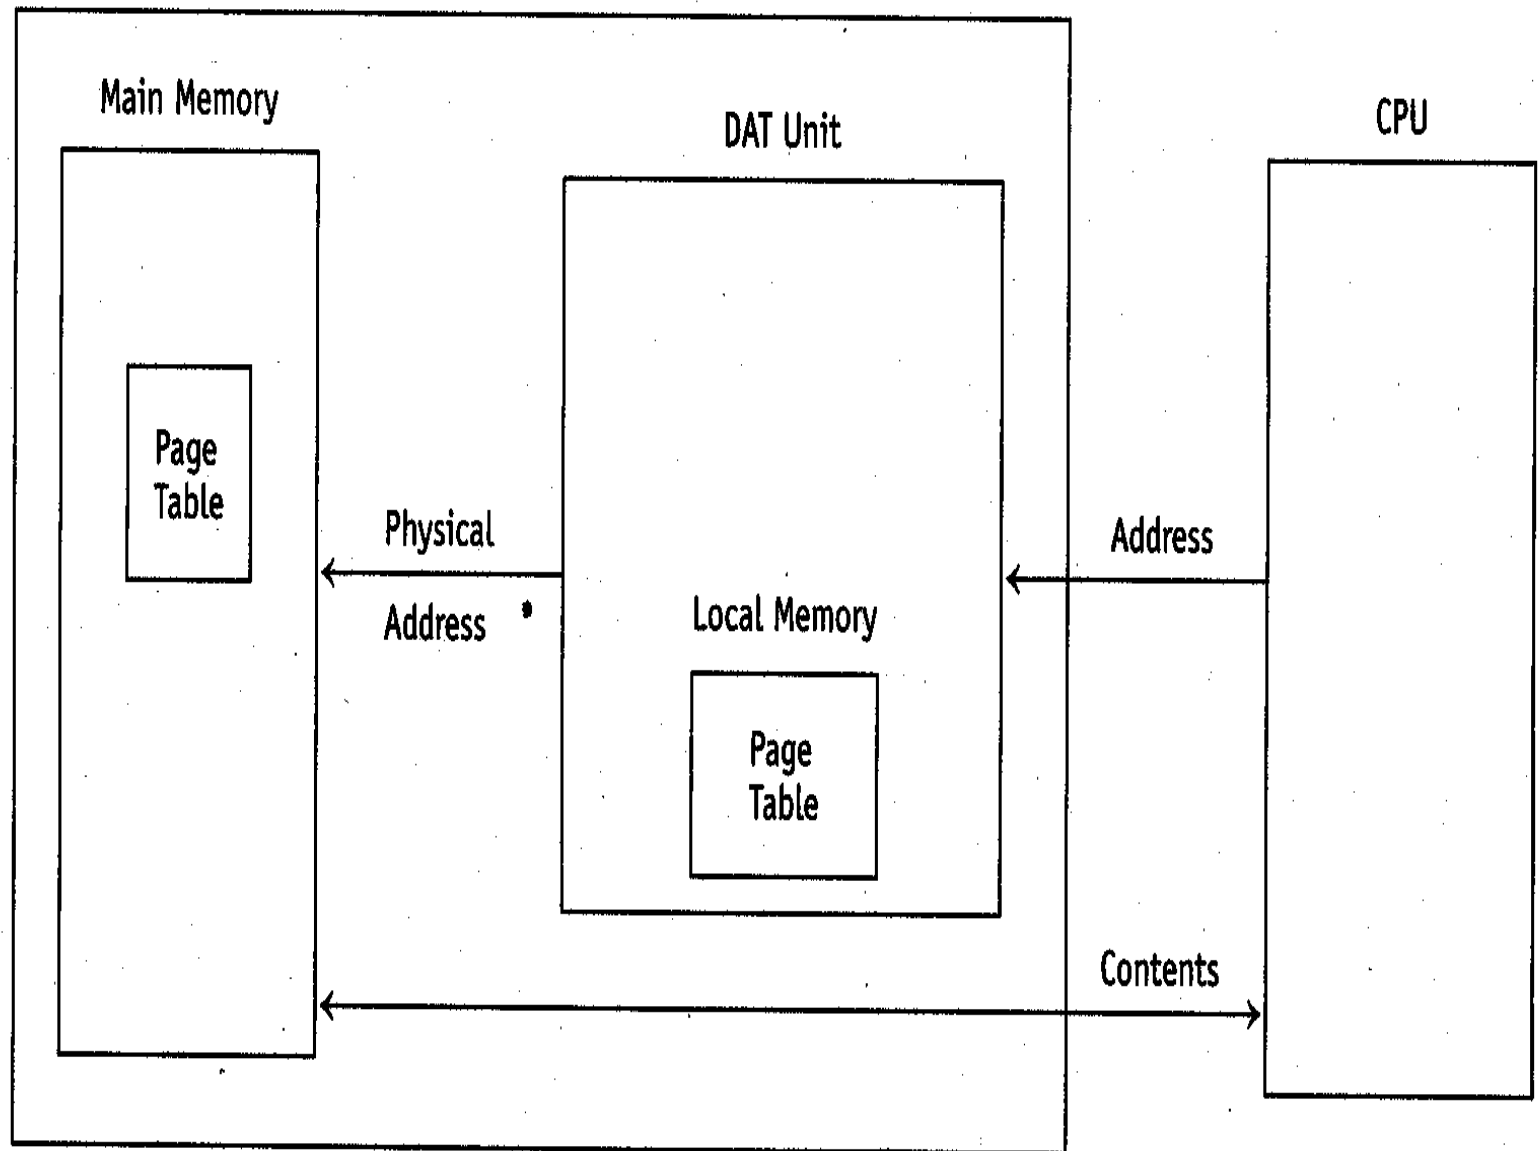 Main Memory
DAT Unit
CPU
Page
Table
Physical
Address
Address
Local Memory
Page
Table
Contents